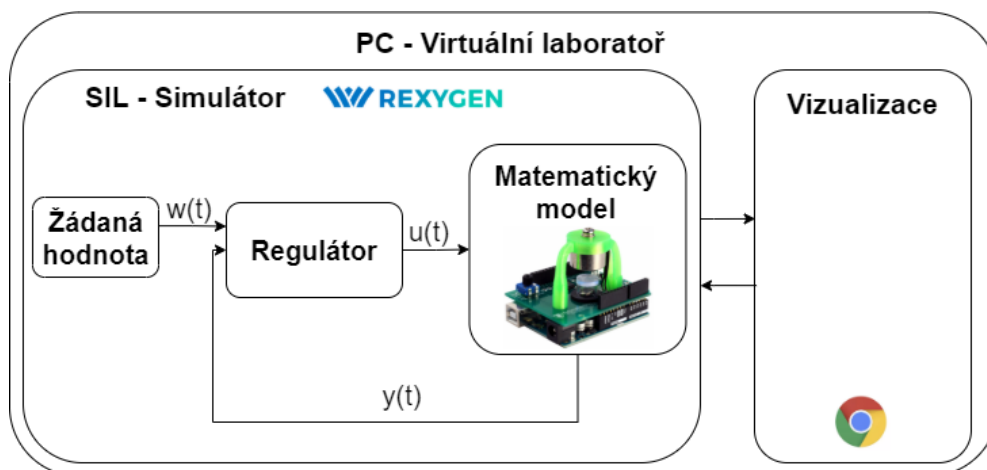 PC - Virtuální laboratoř
SIL - Simulátor
REXYGEN
Vizualizace
Matematický
model
Žádaná
hodnota
w(t)
Regulátor
u(t)
y(t)